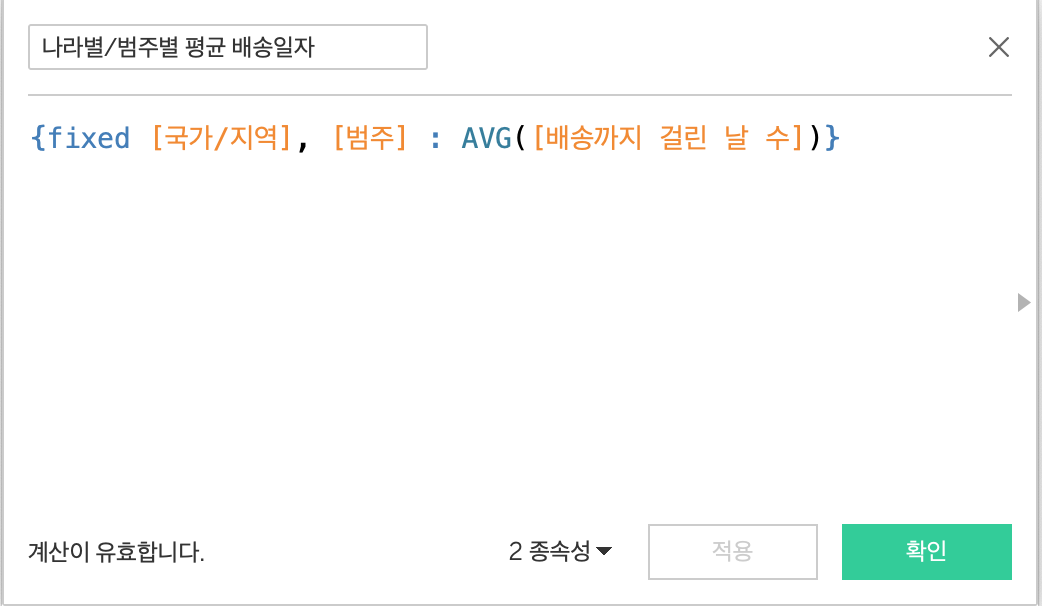 나라별/범주별 평균 배송일자
{fixed [국가/지역], [범주] : AVG([배송까지 걸린 날 수])}
계산이 유효합니다.
2 종속성
적용
확인